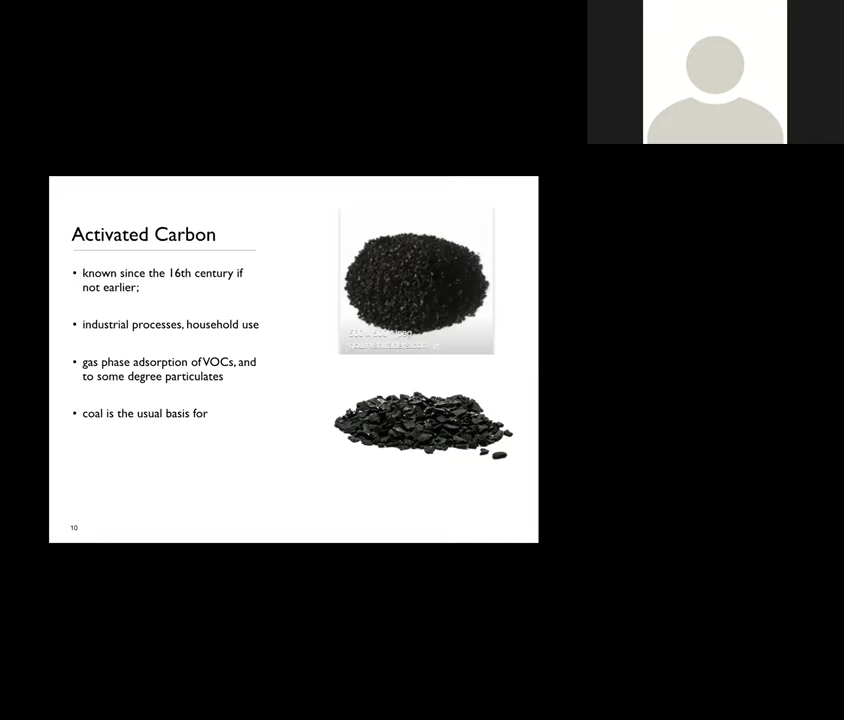 Activated Carbon
• known since the 16th century if
not earlier;
• industrial processes, household use
• gas phase adsorption of VOCs, and
to some degree particulates
• coal is the usual basis for
10